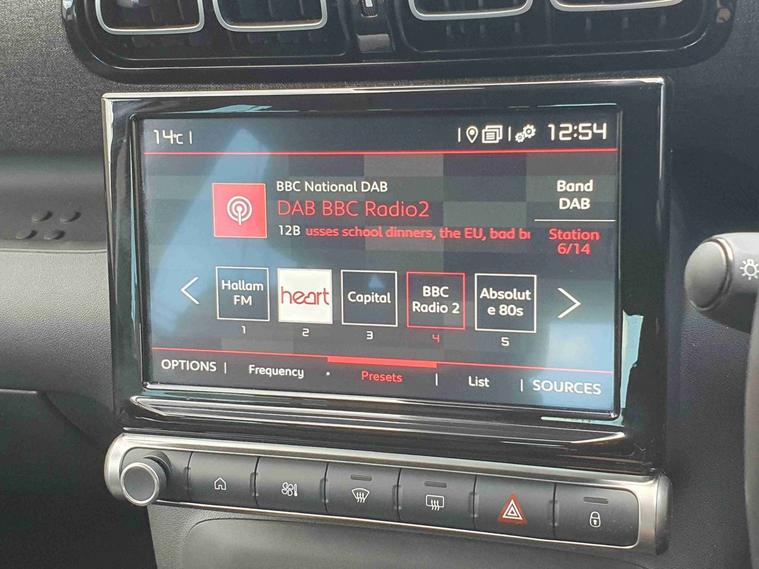 14°C
12:54
BBC National DAB
DAB BBC Radio2
12B usses school dinners, the EU, bad br
Band
DAB
Station
6/14
Hallam
FM
1
heart
2
Capital
3
BBC
Radio 2
4
Absolut
e 80s
5
OPTIONS
Frequency
Presets
List
SOURCES